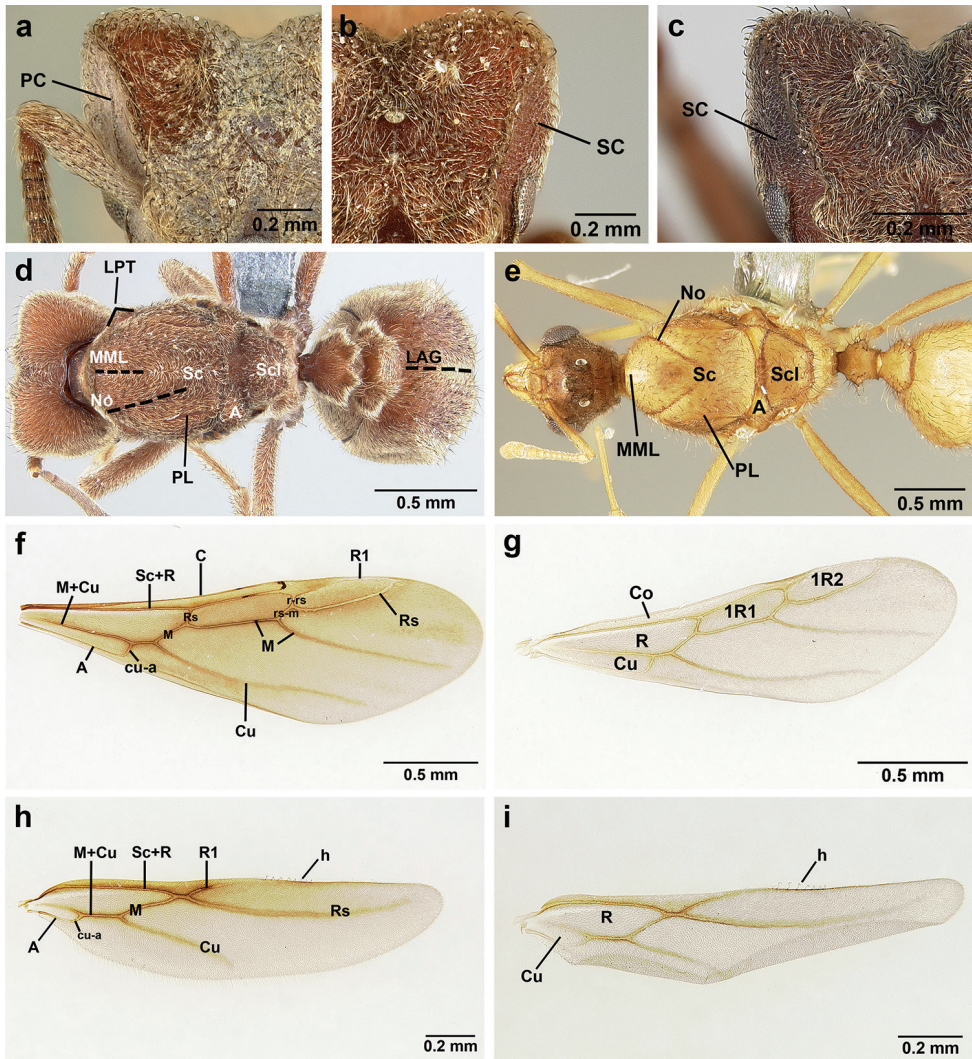 a
PC
0.2 mm
b
SC
0.2 mm
c
SC
0.2 mm
d
LPT
MML
No
Sc
Scl
A
PL
LAG
0.5 mm
e
No
Sc
Scl
A
MML
PL
0.5 mm
f
M+Cu
Sc+R
C
R1
Rs
r-rs
rs-m
M
M
Rs
A
cu-a
Cu
0.5 mm
g
Co
R
Cu
1R1
1R2
0.5 mm
h
M+Cu
Sc+R
R1
h
M
Rs
A
cu-a
Cu
0.2 mm
i
h
R
Cu
0.2 mm